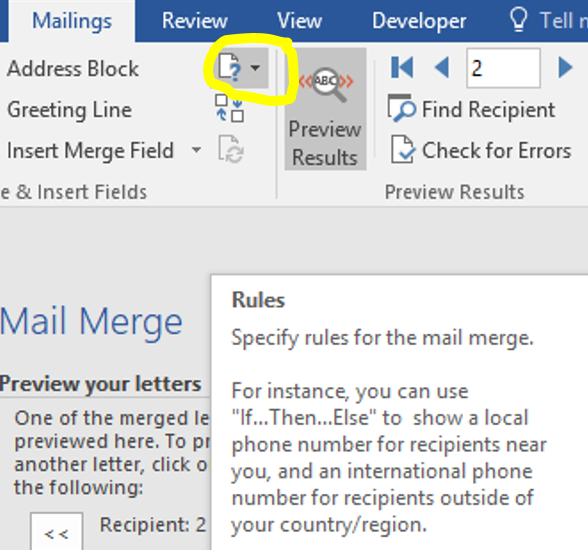 Mailings Review View Developer Tell
Address Block
Greeting Line
Insert Merge Field
e & Insert Fields
?
«ABC»
Preview
Results
2
Find Recipient
Check for Errors
Preview Results
Mail Merge
Preview your letters
One of the merged le
previewed here. To pr
another letter, click o
the following:
<< Recipient: 2
Rules
Specify rules for the mail merge.
For instance, you can use
"If...Then...Else" to show a local
phone number for recipients near
you, and an international phone
number for recipients outside of
your country/region.